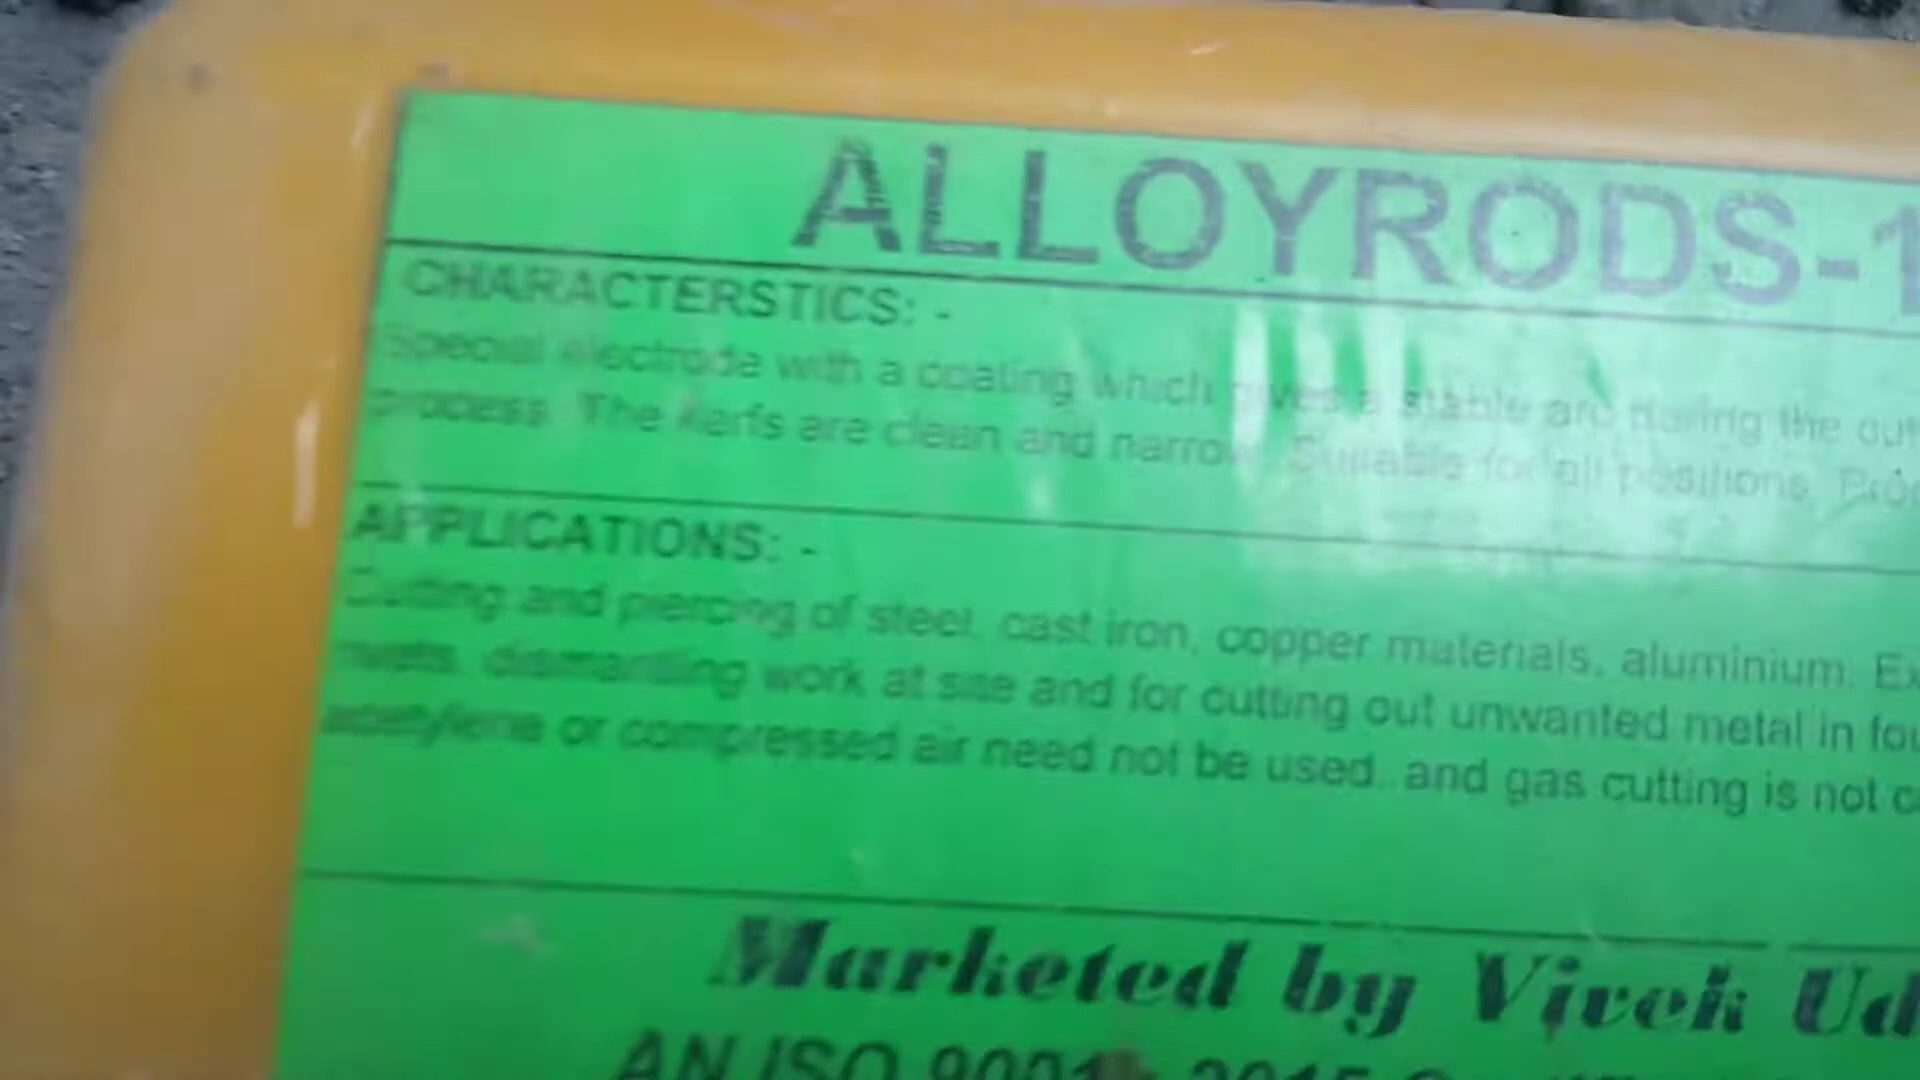 ALLOYRODS-1
CHARACTERSTICS: -
Special electrode with a coating which gives a stable arc during the cut
process. The kerfs are clean and narrow. Suitable for all positions.
APPLICATIONS: -
Cutting and piercing of steel, cast iron, copper materials, aluminium. Ex
rivets, dismantling work at site and for cutting out unwanted metal in fou
acetylene or compressed air need not be used, and gas cutting is not c
Marketed by Vivek Ud
AN ISO 9001 2015